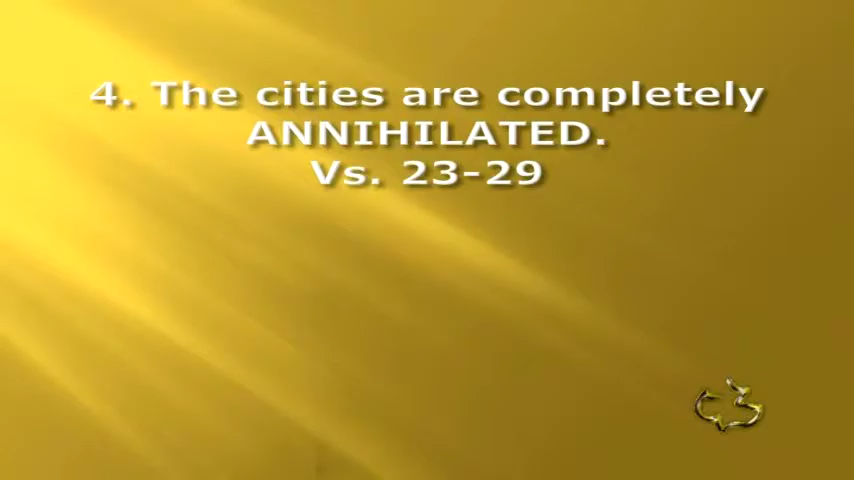 4. The cities are completely
ANNIHILATED.
Vs. 23-29